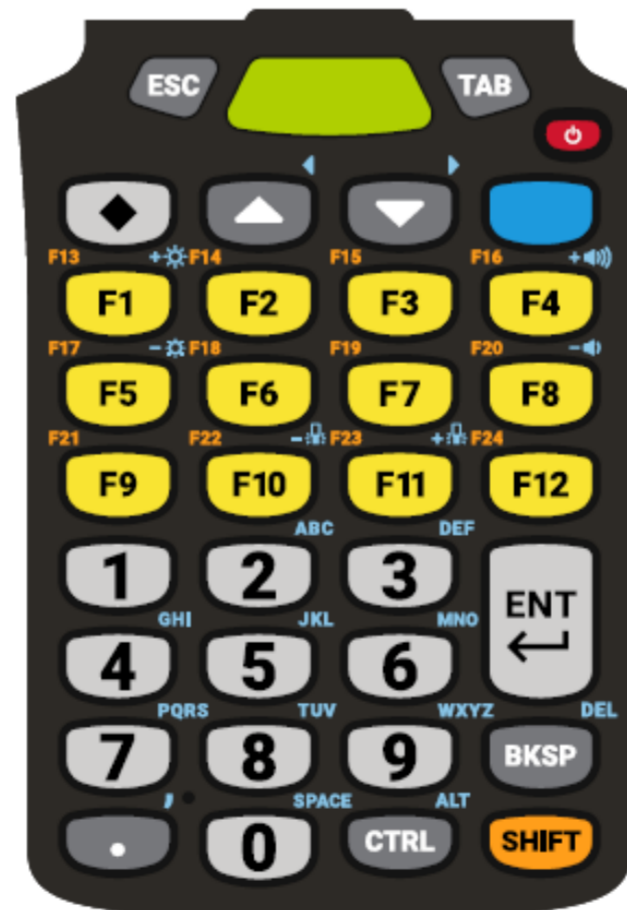 ESC TAB
F13 F14 F15 F16
F1 F2 F3 F4
F17 F18 F19 F20
F5 F6 F7 F8
F21 F22 F23 F24
F9 F10 F11 F12
ABC DEF
1 2 3 ENT
GHI JKL MNO
4 5 6
PQRS TUV WXYZ DEL
7 8 9 BKSP
, SPACE ALT
. 0 CTRL SHIFT